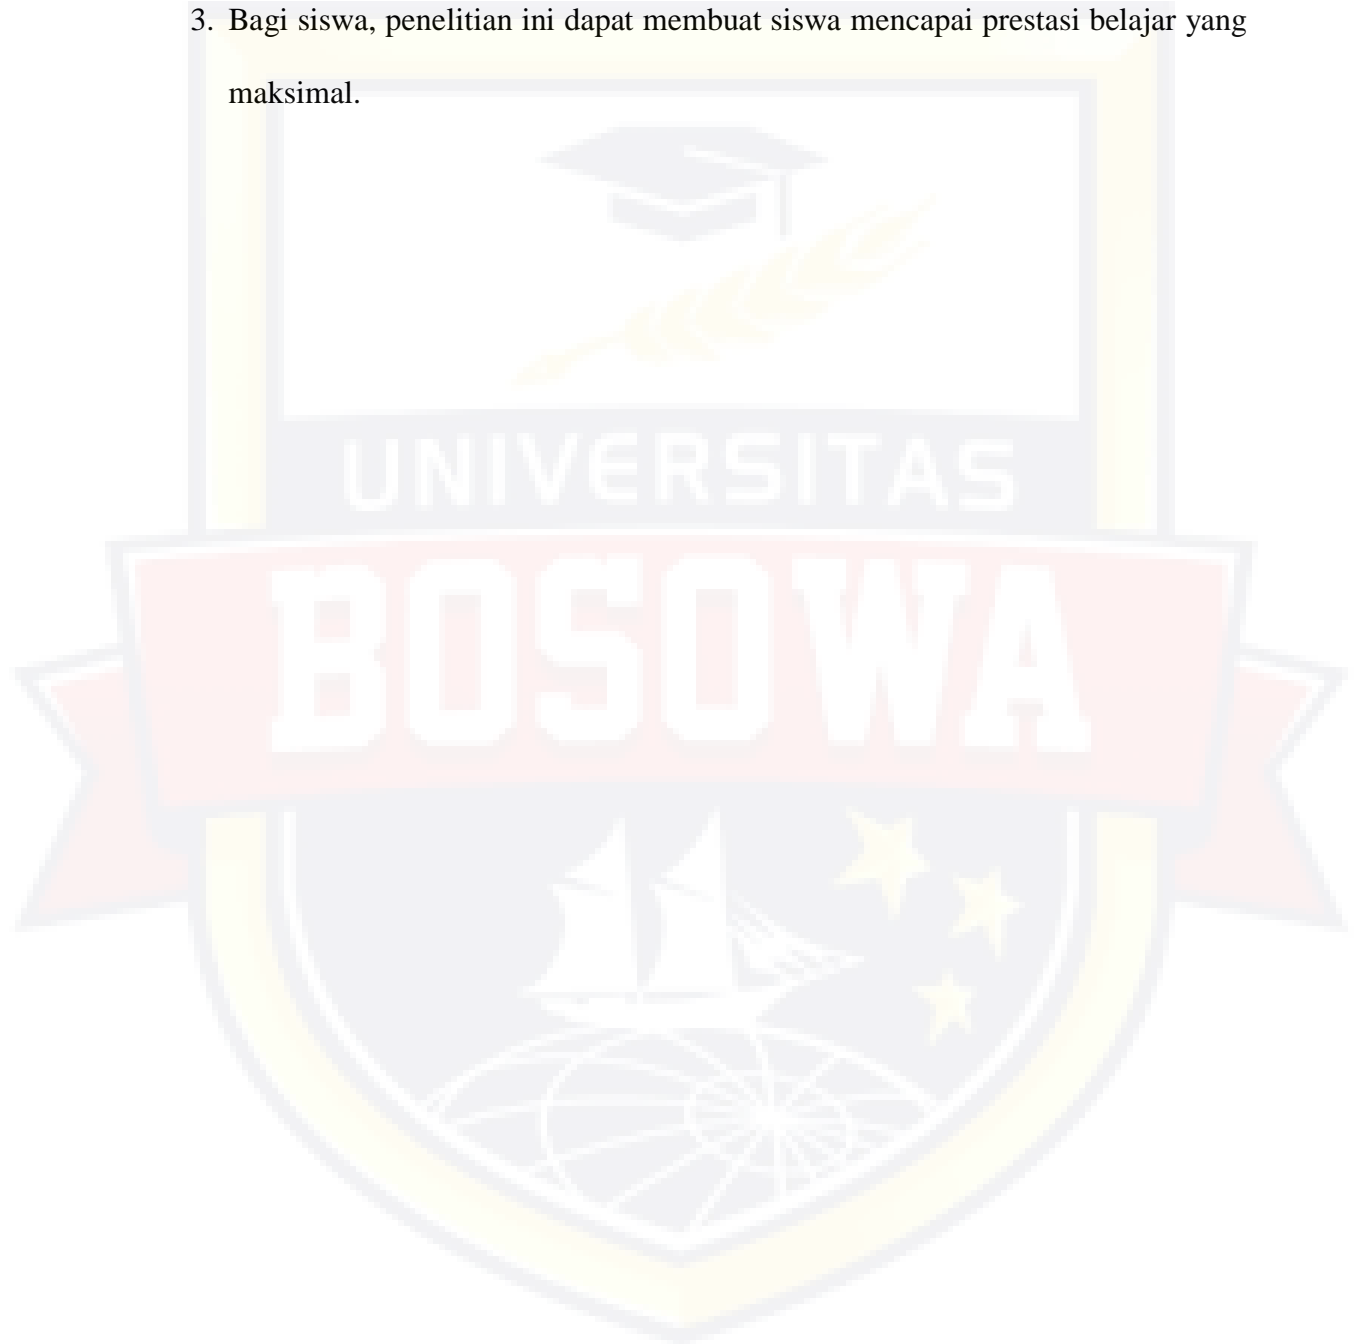 3. Bagi siswa, penelitian ini dapat membuat siswa mencapai prestasi belajar yang
maksimal.
UNIVERSITAS
BOSOWA